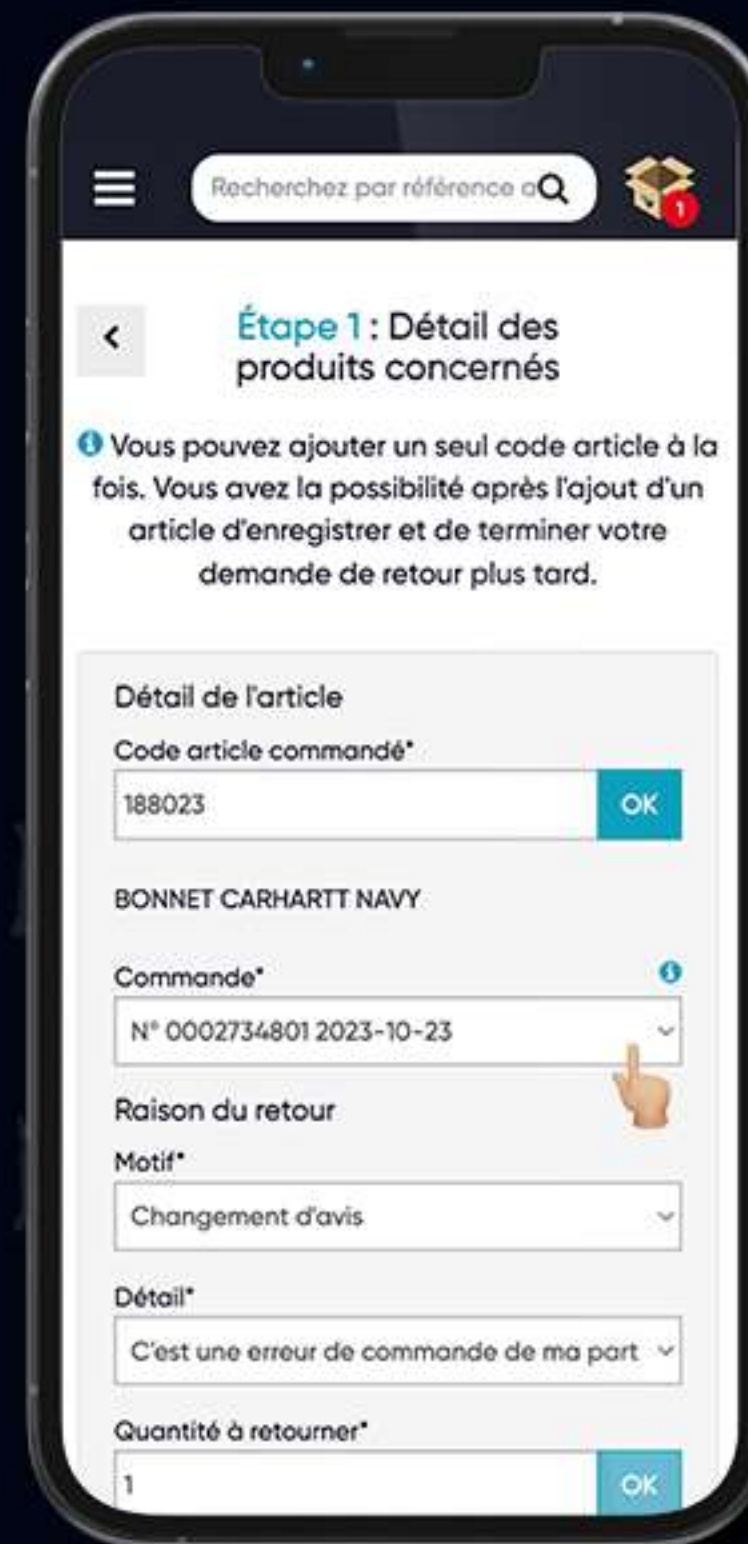 Recherchez par référence a
1
Étape 1 : Détail des
produits concernés
Vous pouvez ajouter un seul code article à la
fois. Vous avez la possibilité après l'ajout d'un
article d'enregistrer et de terminer votre
demande de retour plus tard.
Détail de l'article
Code article commandé*
188023 OK
BONNET CARHARTT NAVY
Commande*
N° 0002734801 2023-10-23
Raison du retour
Motif*
Changement d'avis
Détail*
C'est une erreur de commande de ma part
Quantité à retourner*
1 OK